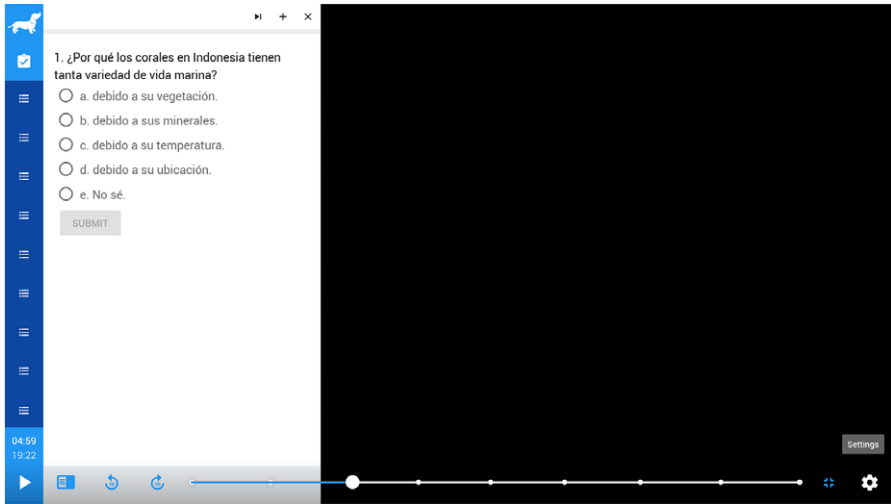 1. ¿Por qué los corales en Indonesia tienen
tanta variedad de vida marina?
a. debido a su vegetación.
b. debido a sus minerales.
c. debido a su temperatura.
d. debido a su ubicación.
e. No sé.
SUBMIT
Settings
04:59
19:22